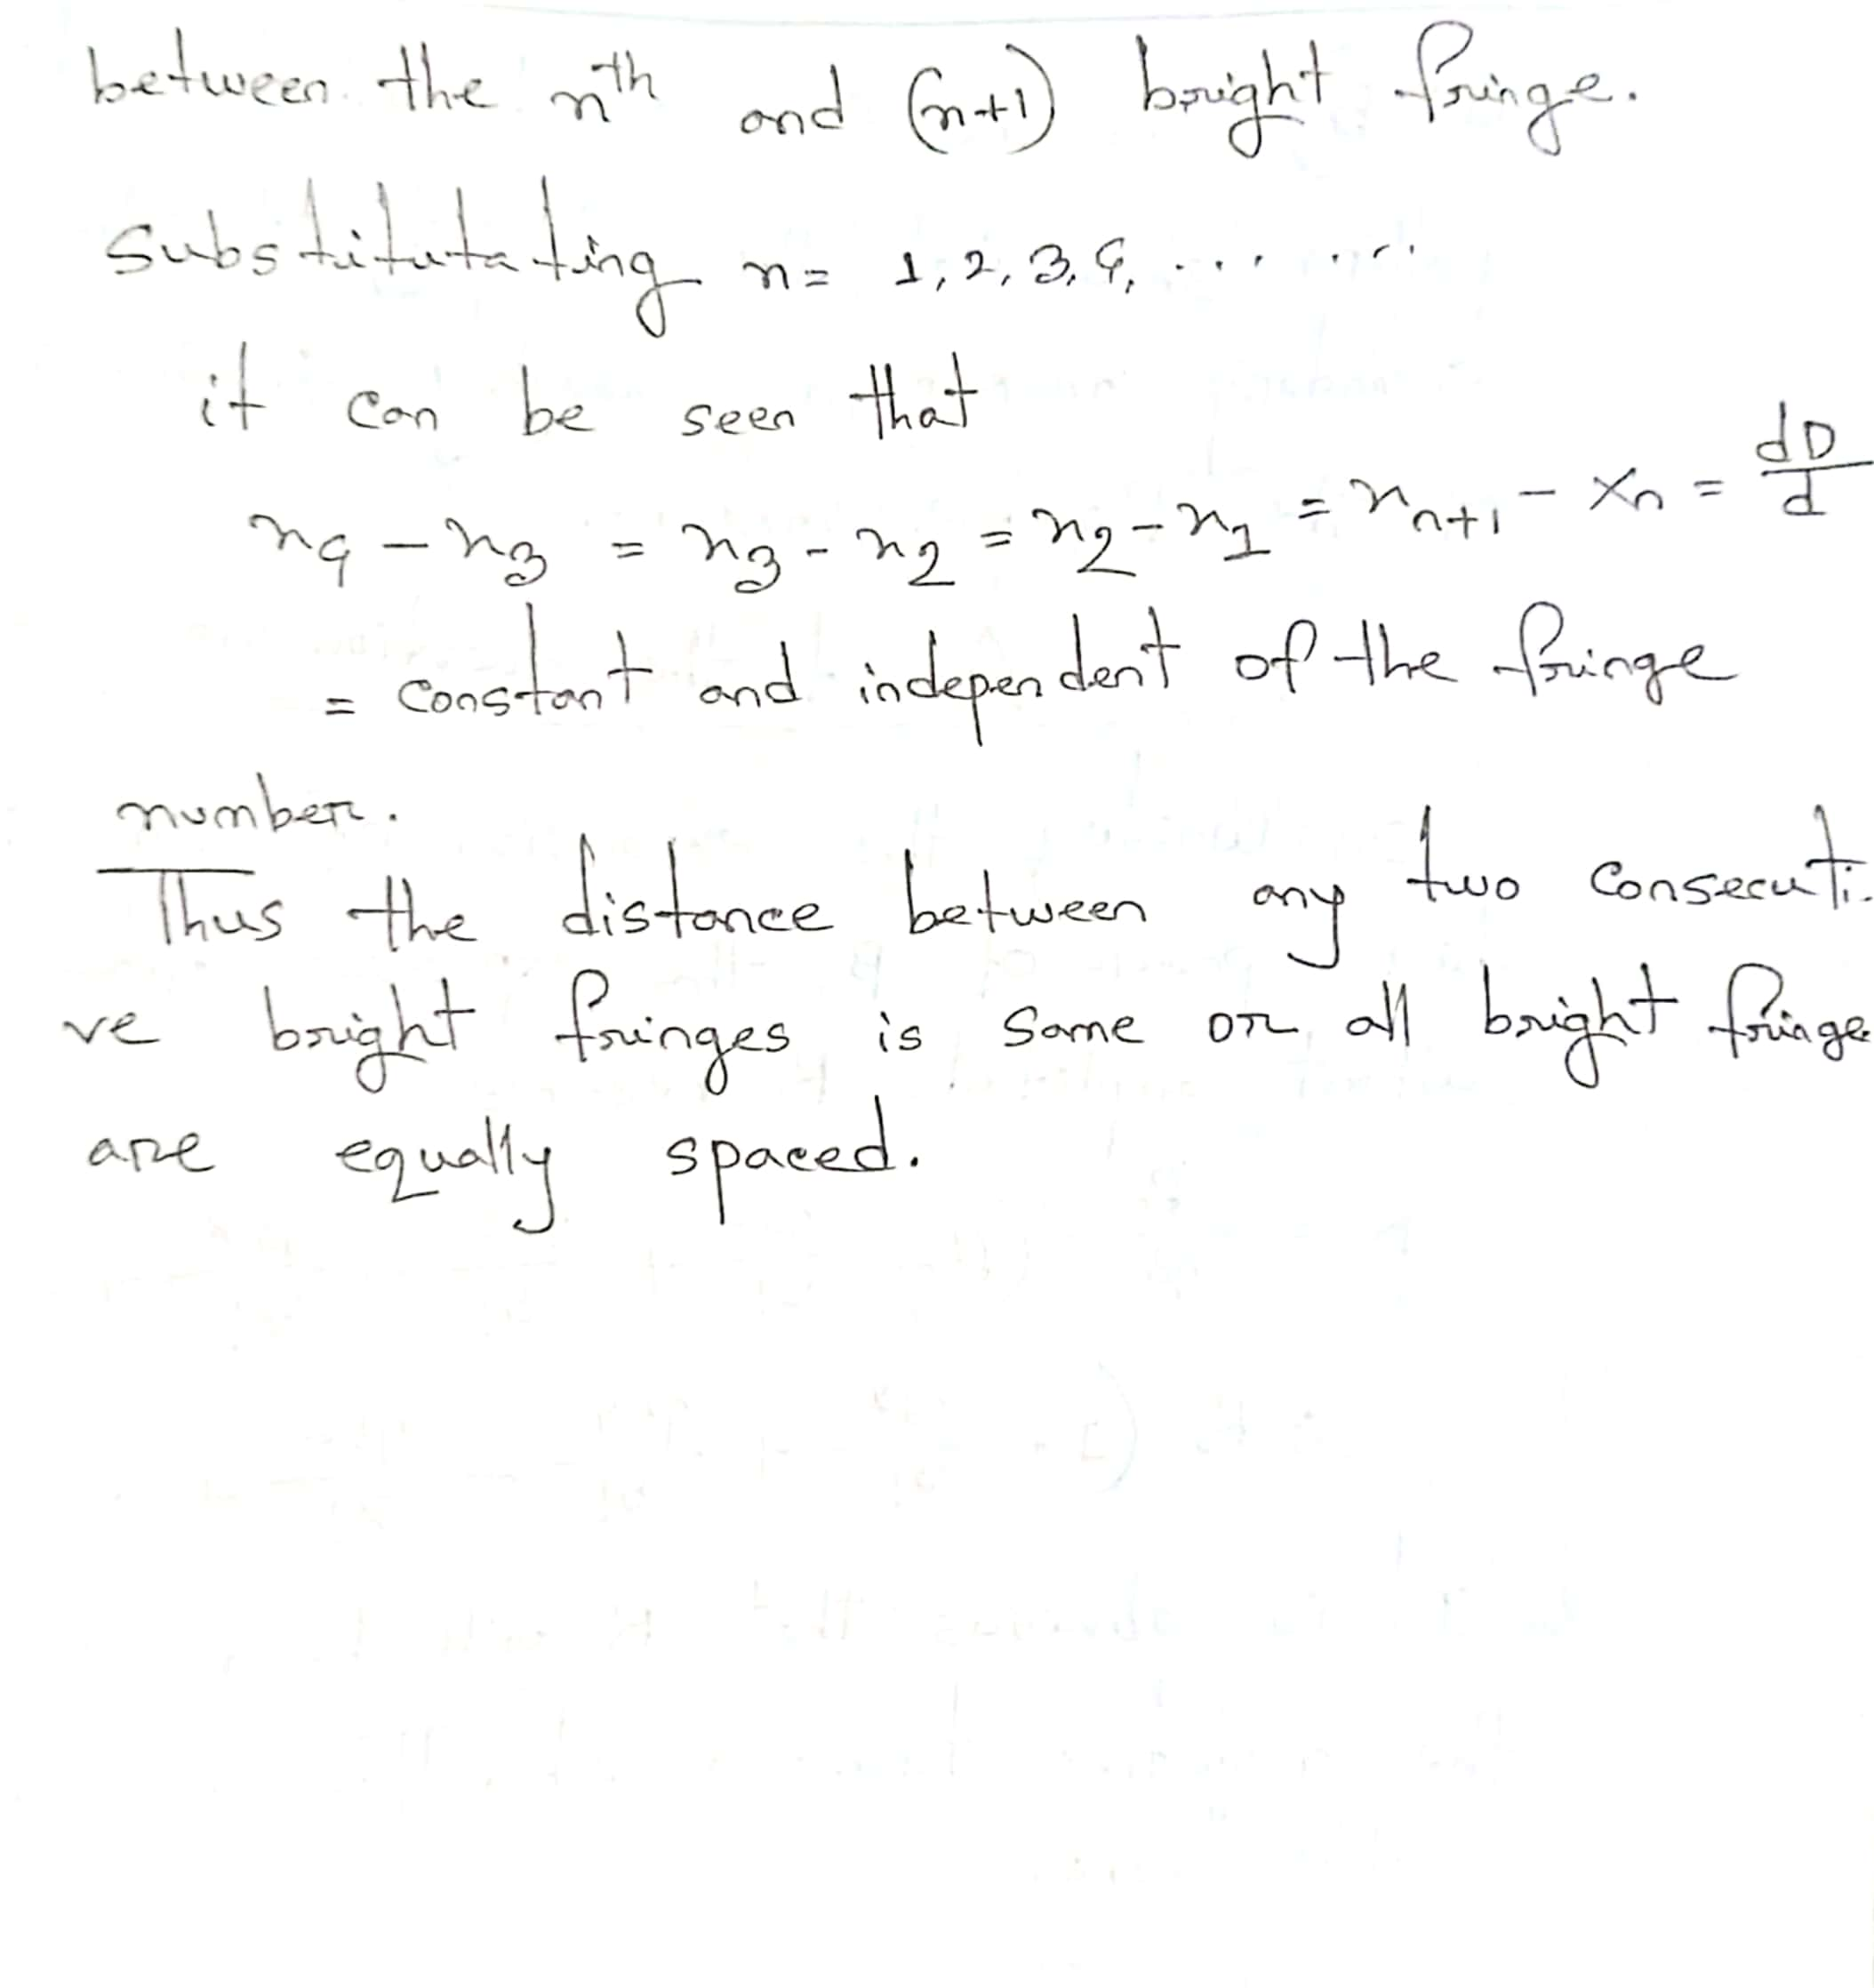 between the nth and (n+1) bright fringe.
substitutating n= 1, 2, 3, 4, ... ....
it can be seen that
x4 - x3 = x3 - x2 = x2 - x1 = xn+1 - xn = dD/d
= constant and independent of the fringe
number.
Thus the distance between any two consecuti-
ve bright fringes is same or all bright fringe
are equally spaced.